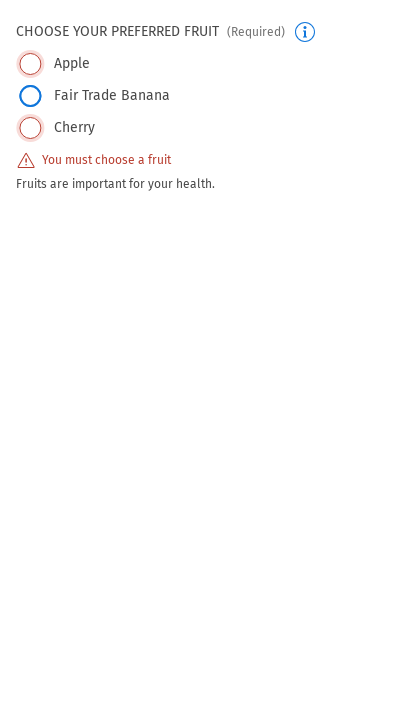 CHOOSE YOUR PREFERRED FRUIT (Required)
Apple
Fair Trade Banana
Cherry
You must choose a fruit
Fruits are important for your health.